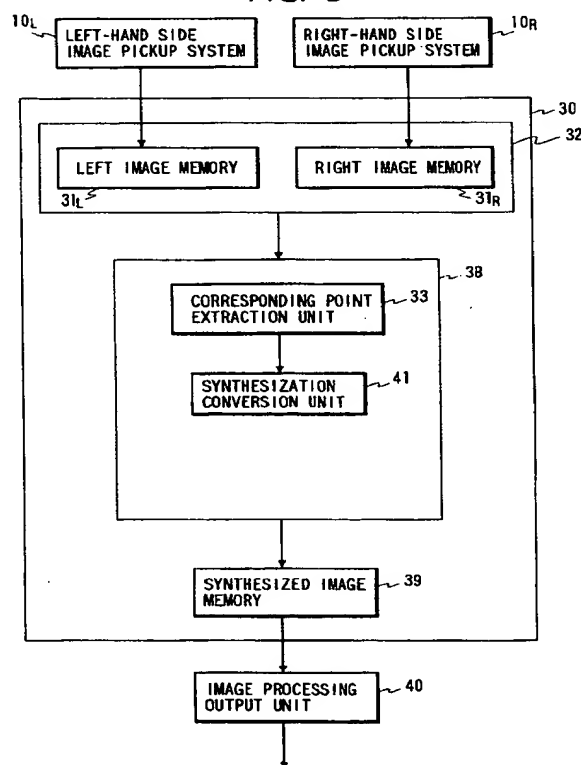 10L
LEFT-HAND SIDE
IMAGE PICKUP SYSTEM
RIGHT-HAND SIDE
IMAGE PICKUP SYSTEM
10R
30
32
LEFT IMAGE MEMORY
RIGHT IMAGE MEMORY
31L
31R
38
CORRESPONDING POINT
EXTRACTION UNIT
33
SYNTHESIZATION
CONVERSION UNIT
41
SYNTHESIZED IMAGE
MEMORY
39
IMAGE PROCESSING
OUTPUT UNIT
40